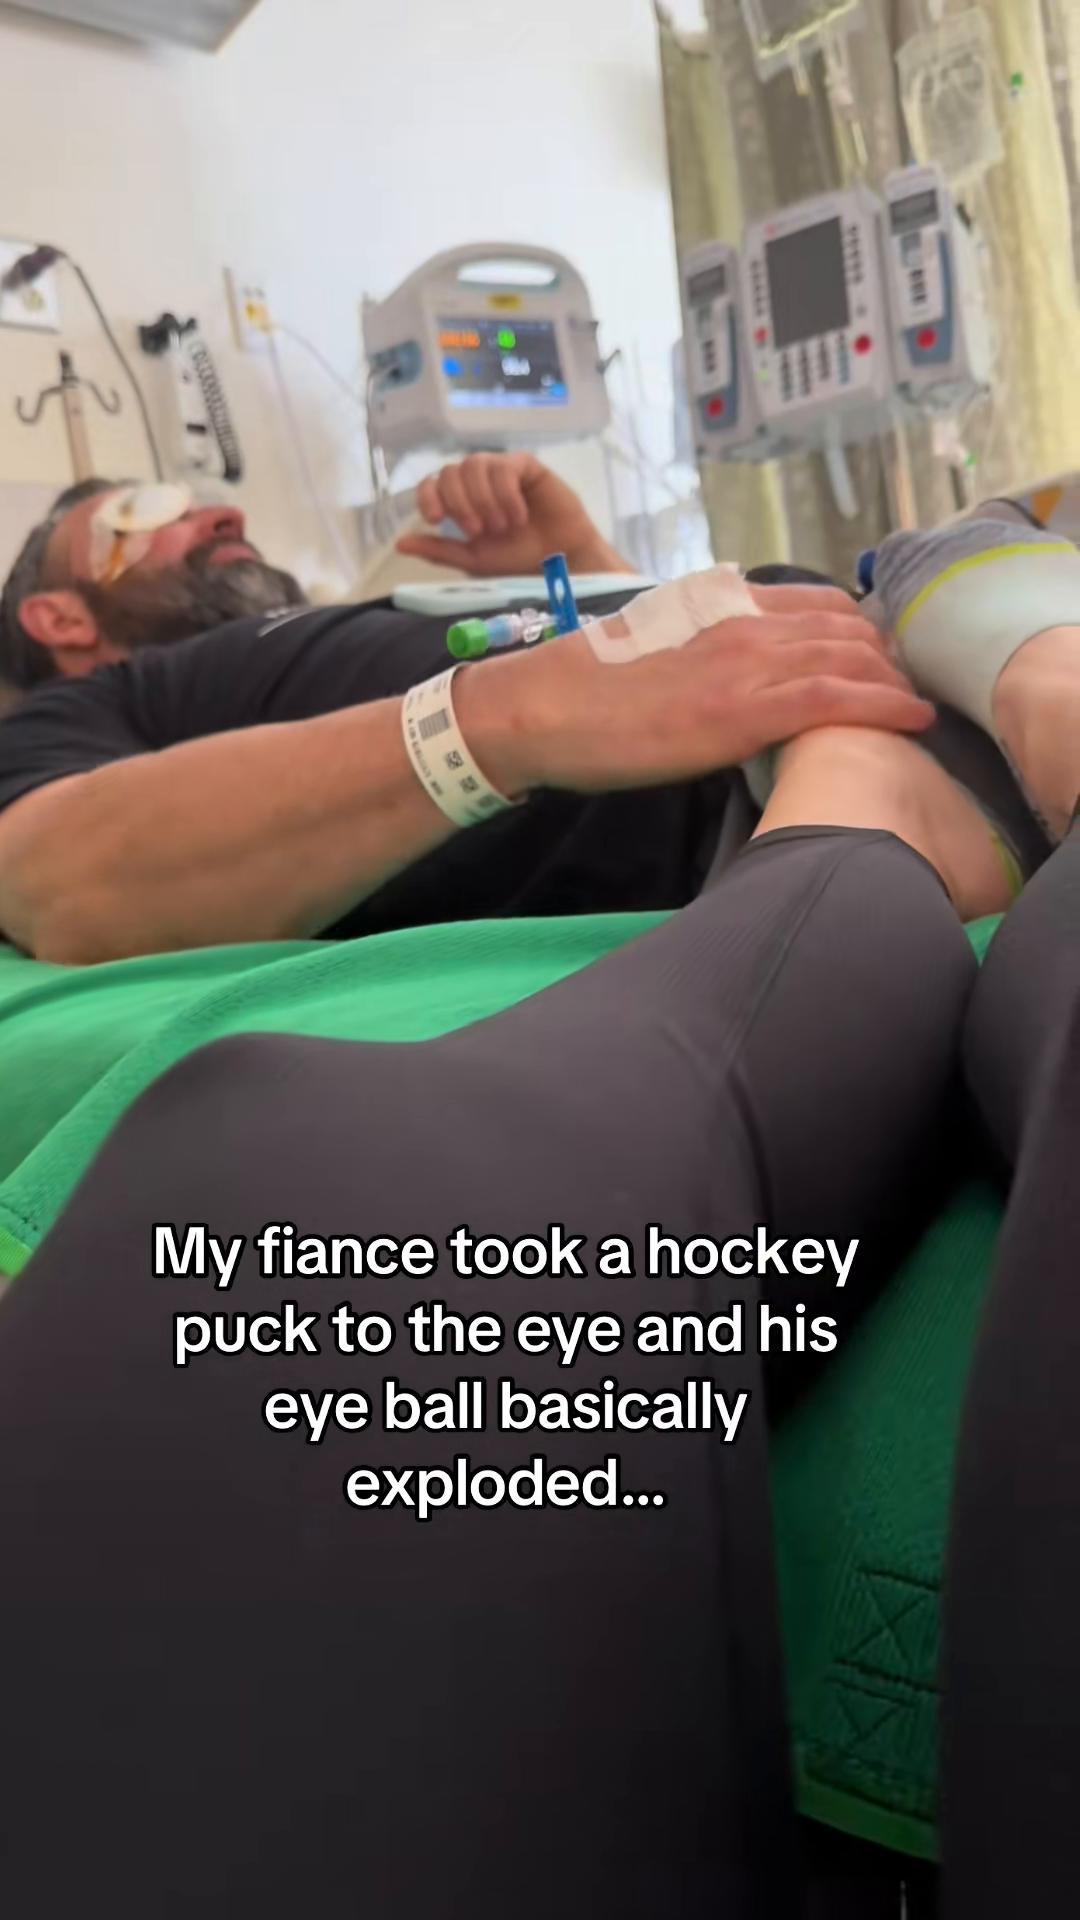 My fiance took a hockey
puck to the eye and his
eye ball basically
exploded...